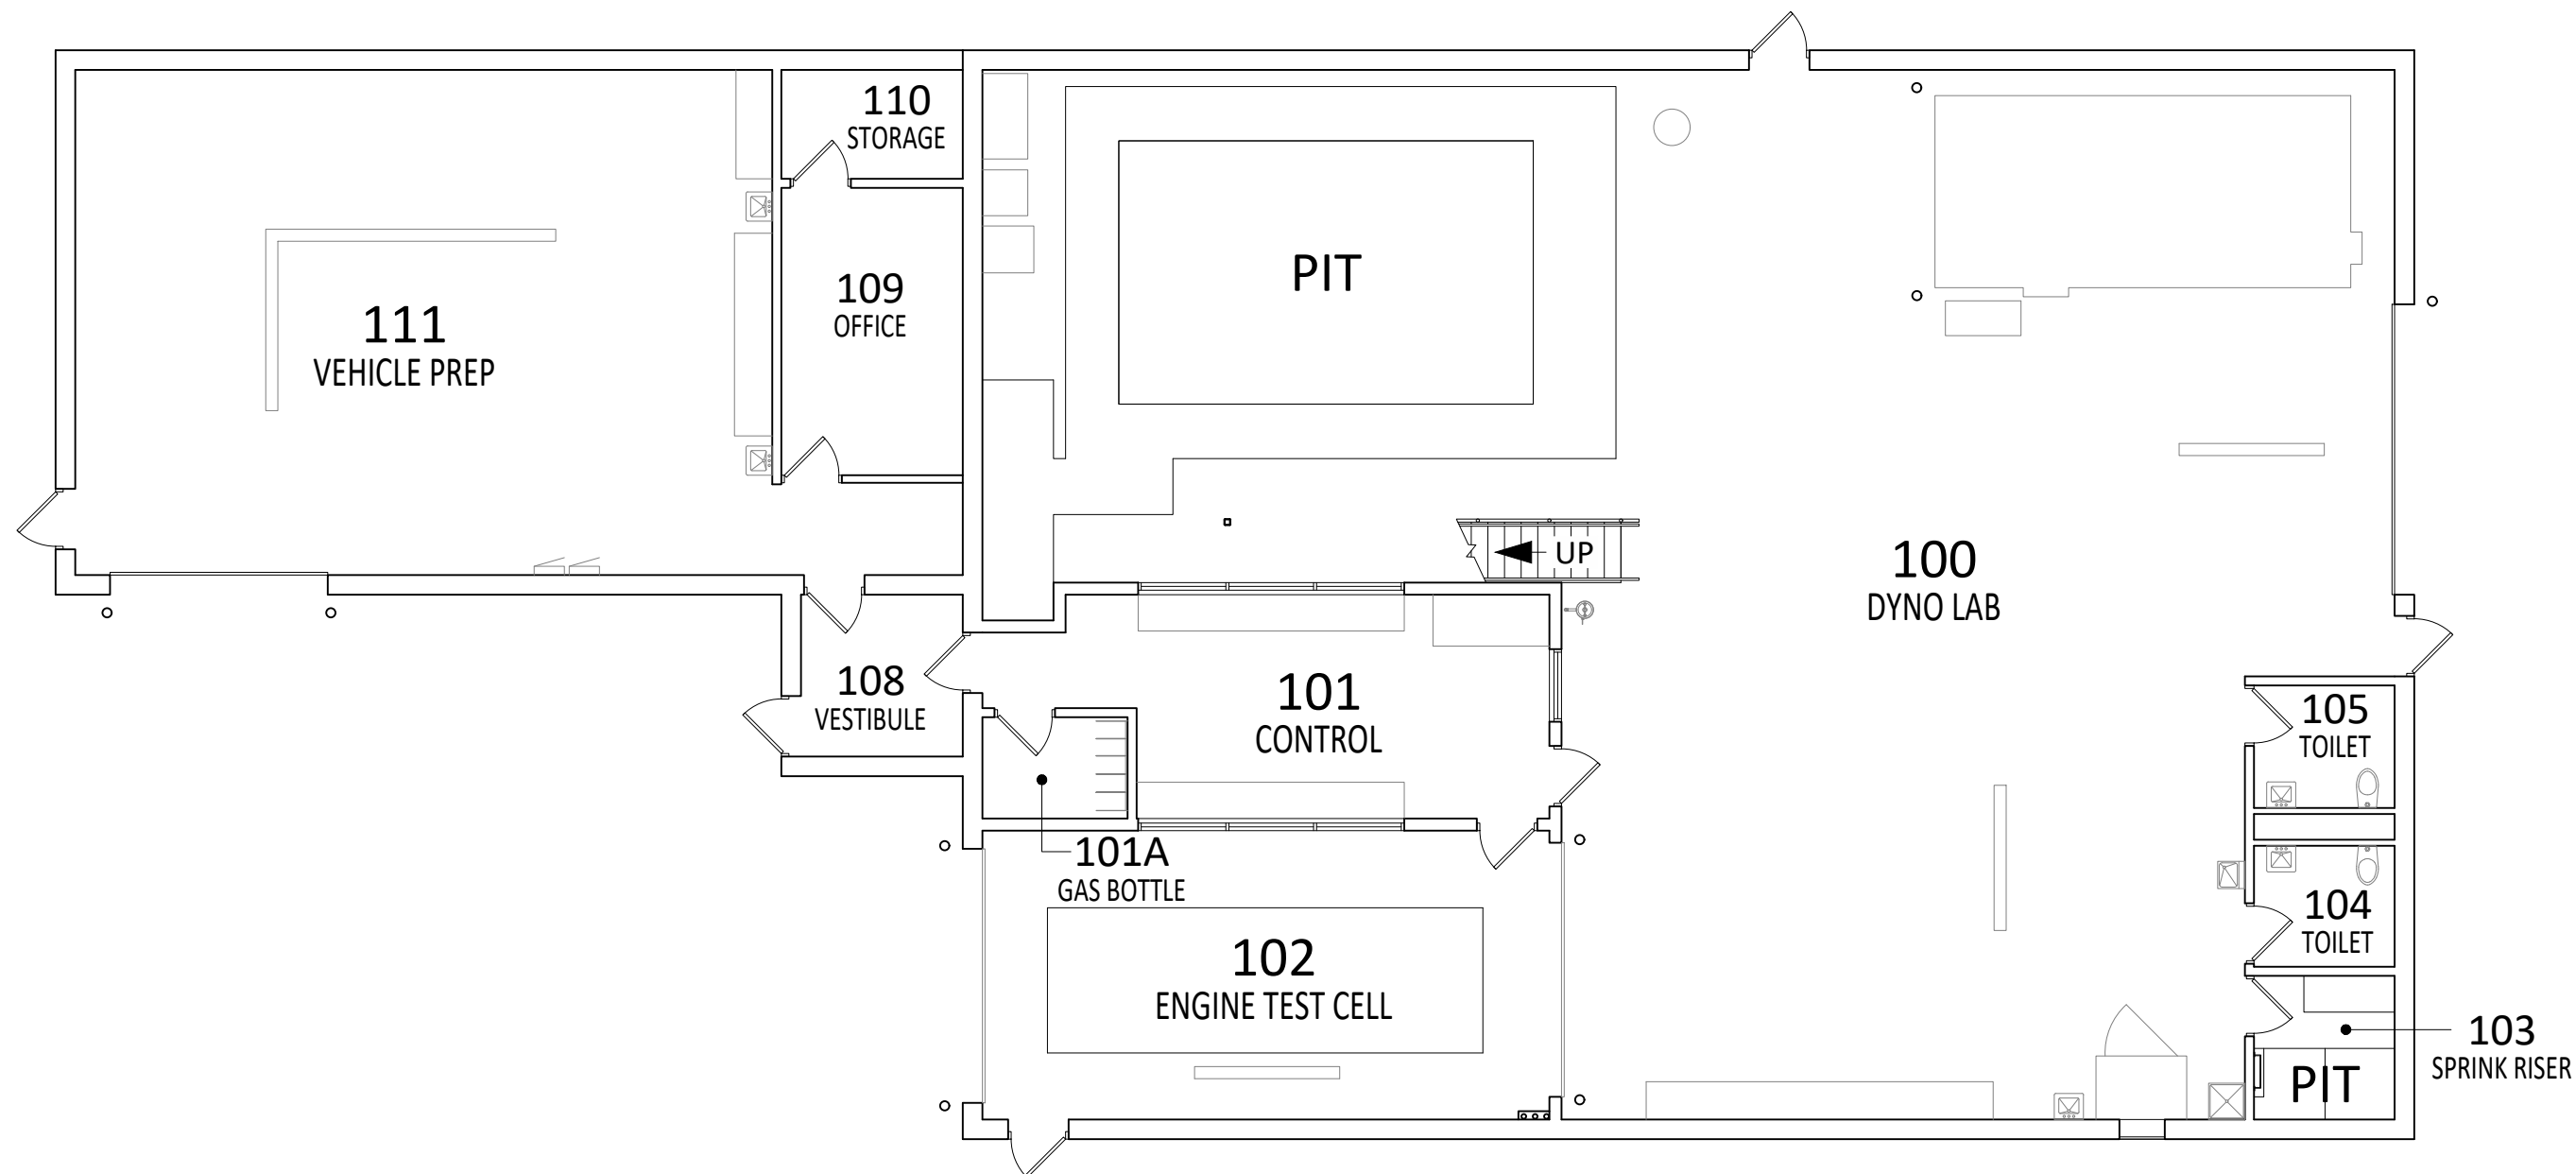 110
STORAGE
PIT
109
OFFICE
111
VEHICLE PREP
UP
100
DYNO LAB
108
VESTIBULE
101
CONTROL
105
TOILET
101A
GAS BOTTLE
104
TOILET
102
ENGINE TEST CELL
103
SPRINK RISER
PIT